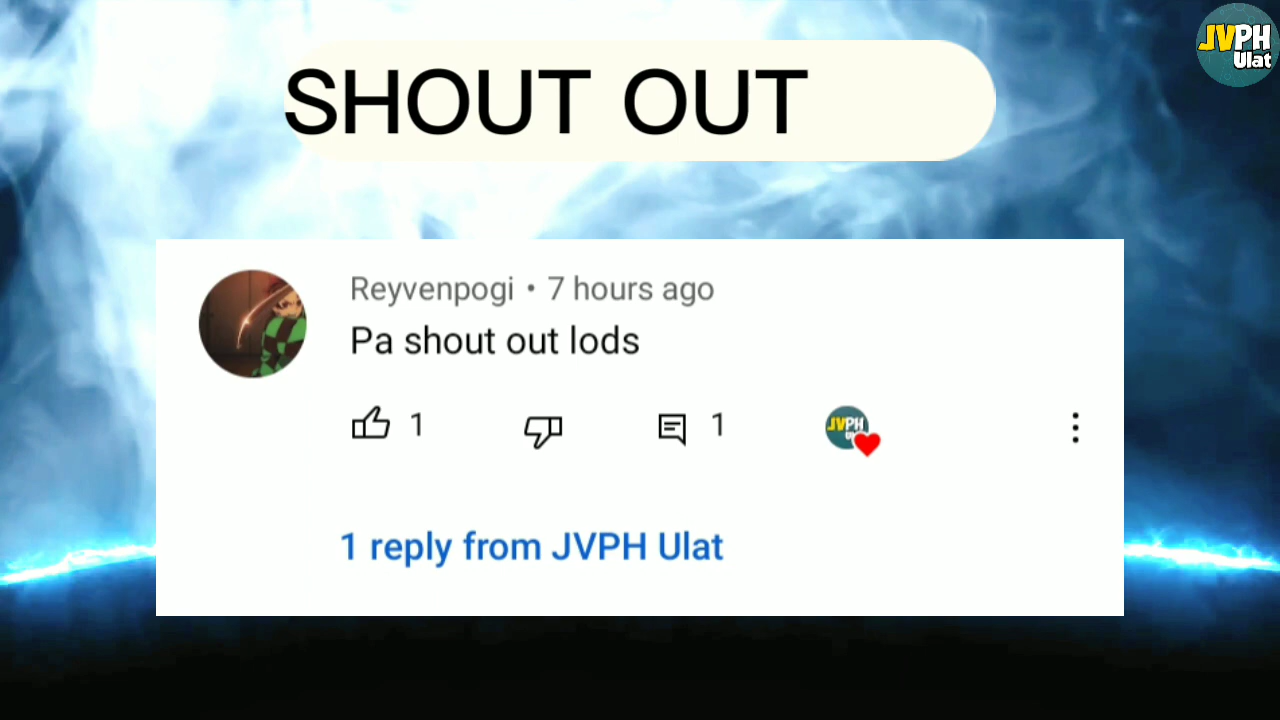 JVPH
Ulat
SHOUT OUT
Reyvenpogi • 7 hours ago
Pa shout out lods
1
1
JVPH
1 reply from JVPH Ulat